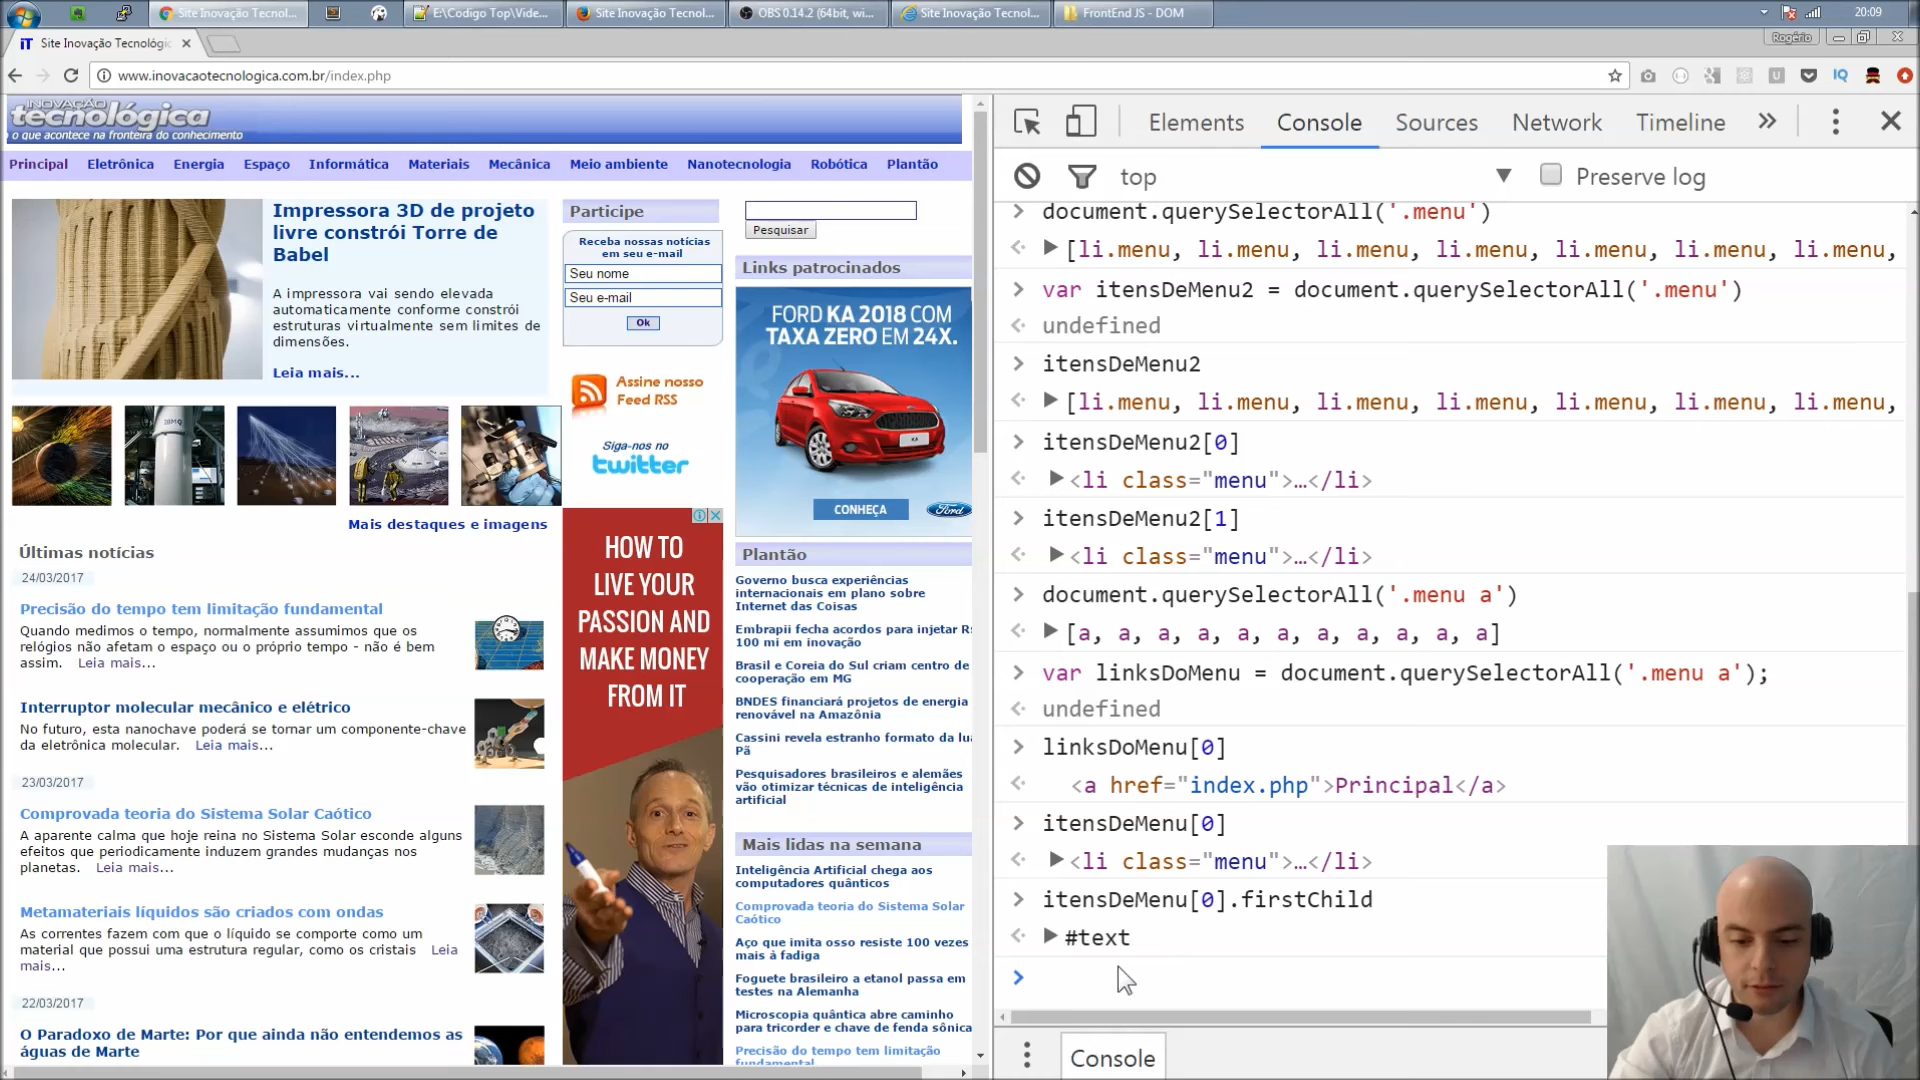 Site Inovação Tecnol...
E:\Codigo Top\Vide...
Site Inovação Tecnol...
OBS 0.14.2 (64bit, wi...
Site Inovação Tecnol...
FrontEnd JS - DOM
20:09
iT Site Inovação Tecnológic
Rogério
www.inovacaotecnologica.com.br/index.php
IQ
INOVAÇÃO
tecnológica
o que acontece na fronteira do conhecimento
Principal Eletrônica Energia Espaço Informática Materiais Mecânica Meio ambiente Nanotecnologia Robótica Plantão
Impressora 3D de projeto
livre constrói Torre de
Babel
A impressora vai sendo elevada
automaticamente conforme constrói
estruturas virtualmente sem limites de
dimensões.
Leia mais...
Mais destaques e imagens
Últimas notícias
24/03/2017
Precisão do tempo tem limitação fundamental
Quando medimos o tempo, normalmente assumimos que os
relógios não afetam o espaço ou o próprio tempo - não é bem
assim. Leia mais...
Interruptor molecular mecânico e elétrico
No futuro, esta nanochave poderá se tornar um componente-chave
da eletrônica molecular. Leia mais...
23/03/2017
Comprovada teoria do Sistema Solar Caótico
A aparente calma que hoje reina no Sistema Solar esconde alguns
efeitos que periodicamente induzem grandes mudanças nos
planetas. Leia mais...
Metamateriais líquidos são criados com ondas
As correntes fazem com que o líquido se comporte como um
material que possui uma estrutura regular, como os cristais Leia
mais...
22/03/2017
O Paradoxo de Marte: Por que ainda não entendemos as
águas de Marte
Participe
Receba nossas notícias
em seu e-mail
Seu nome
Seu e-mail
Ok
Assine nosso
Feed RSS
Siga-nos no
twitter
HOW TO
LIVE YOUR
PASSION AND
MAKE MONEY
FROM IT
Pesquisar
Links patrocinados
FORD KA 2018 COM
TAXA ZERO EM 24X.
CONHEÇA
Ford
Plantão
Governo busca experiências
internacionais em plano sobre
Internet das Coisas
Embrapii fecha acordos para injetar R$
100 mi em inovação
Brasil e Coreia do Sul criam centro de
cooperação em MG
BNDES financiará projetos de energia
renovável na Amazônia
Cassini revela estranho formato da lua
Pã
Pesquisadores brasileiros e alemães
vão otimizar técnicas de inteligência
artificial
Mais lidas na semana
Inteligência Artificial chega aos
computadores quânticos
Comprovada teoria do Sistema Solar
Caótico
Aço que imita osso resiste 100 vezes
mais à fadiga
Foguete brasileiro a etanol passa em
testes na Alemanha
Microscopia quântica abre caminho
para tricorder e chave de fenda sônica
Precisão do tempo tem limitação
fundamental
Elements Console Sources Network Timeline »
top
Preserve log
> document.querySelectorAll('.menu')
[li.menu, li.menu, li.menu, li.menu, li.menu, li.menu, li.menu,
> var itensDeMenu2 = document.querySelectorAll('.menu')
undefined
> itensDeMenu2
[li.menu, li.menu, li.menu, li.menu, li.menu, li.menu, li.menu,
> itensDeMenu2[0]
<li class="menu">…</li>
> itensDeMenu2[1]
<li class="menu">…</li>
> document.querySelectorAll('.menu a')
[a, a, a, a, a, a, a, a, a, a, a]
> var linksDoMenu = document.querySelectorAll('.menu a');
undefined
> linksDoMenu[0]
<a href="index.php">Principal</a>
> itensDeMenu[0]
<li class="menu">…</li>
> itensDeMenu[0].firstChild
#text
>
Console